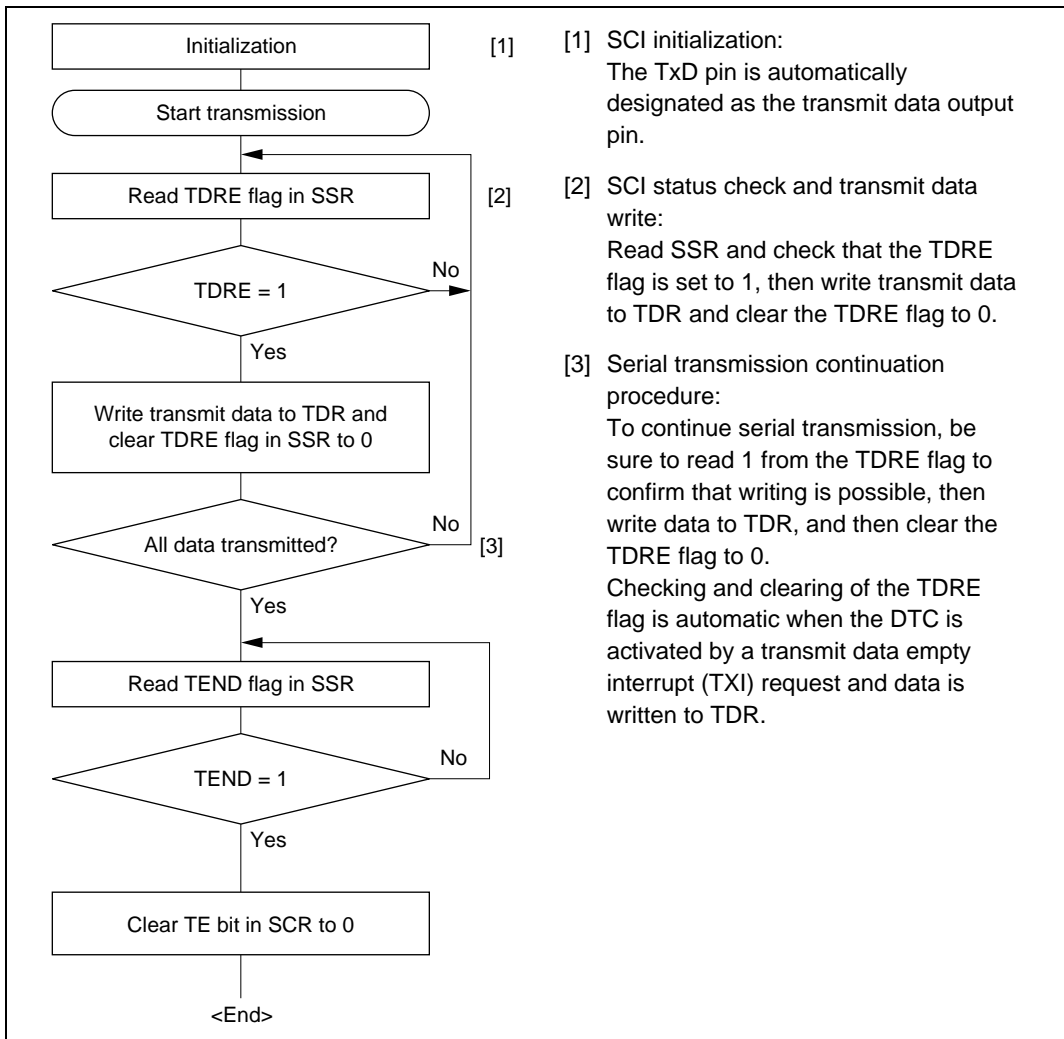 Initialization
[1]
Start transmission
Read TDRE flag in SSR
[2]
TDRE = 1
No
Yes
Write transmit data to TDR and
clear TDRE flag in SSR to 0
All data transmitted?
No
[3]
Yes
Read TEND flag in SSR
TEND = 1
No
Yes
Clear TE bit in SCR to 0
<End>
[1] SCI initialization:
The TxD pin is automatically
designated as the transmit data output
pin.
[2] SCI status check and transmit data
write:
Read SSR and check that the TDRE
flag is set to 1, then write transmit data
to TDR and clear the TDRE flag to 0.
[3] Serial transmission continuation
procedure:
To continue serial transmission, be
sure to read 1 from the TDRE flag to
confirm that writing is possible, then
write data to TDR, and then clear the
TDRE flag to 0.
Checking and clearing of the TDRE
flag is automatic when the DTC is
activated by a transmit data empty
interrupt (TXI) request and data is
written to TDR.